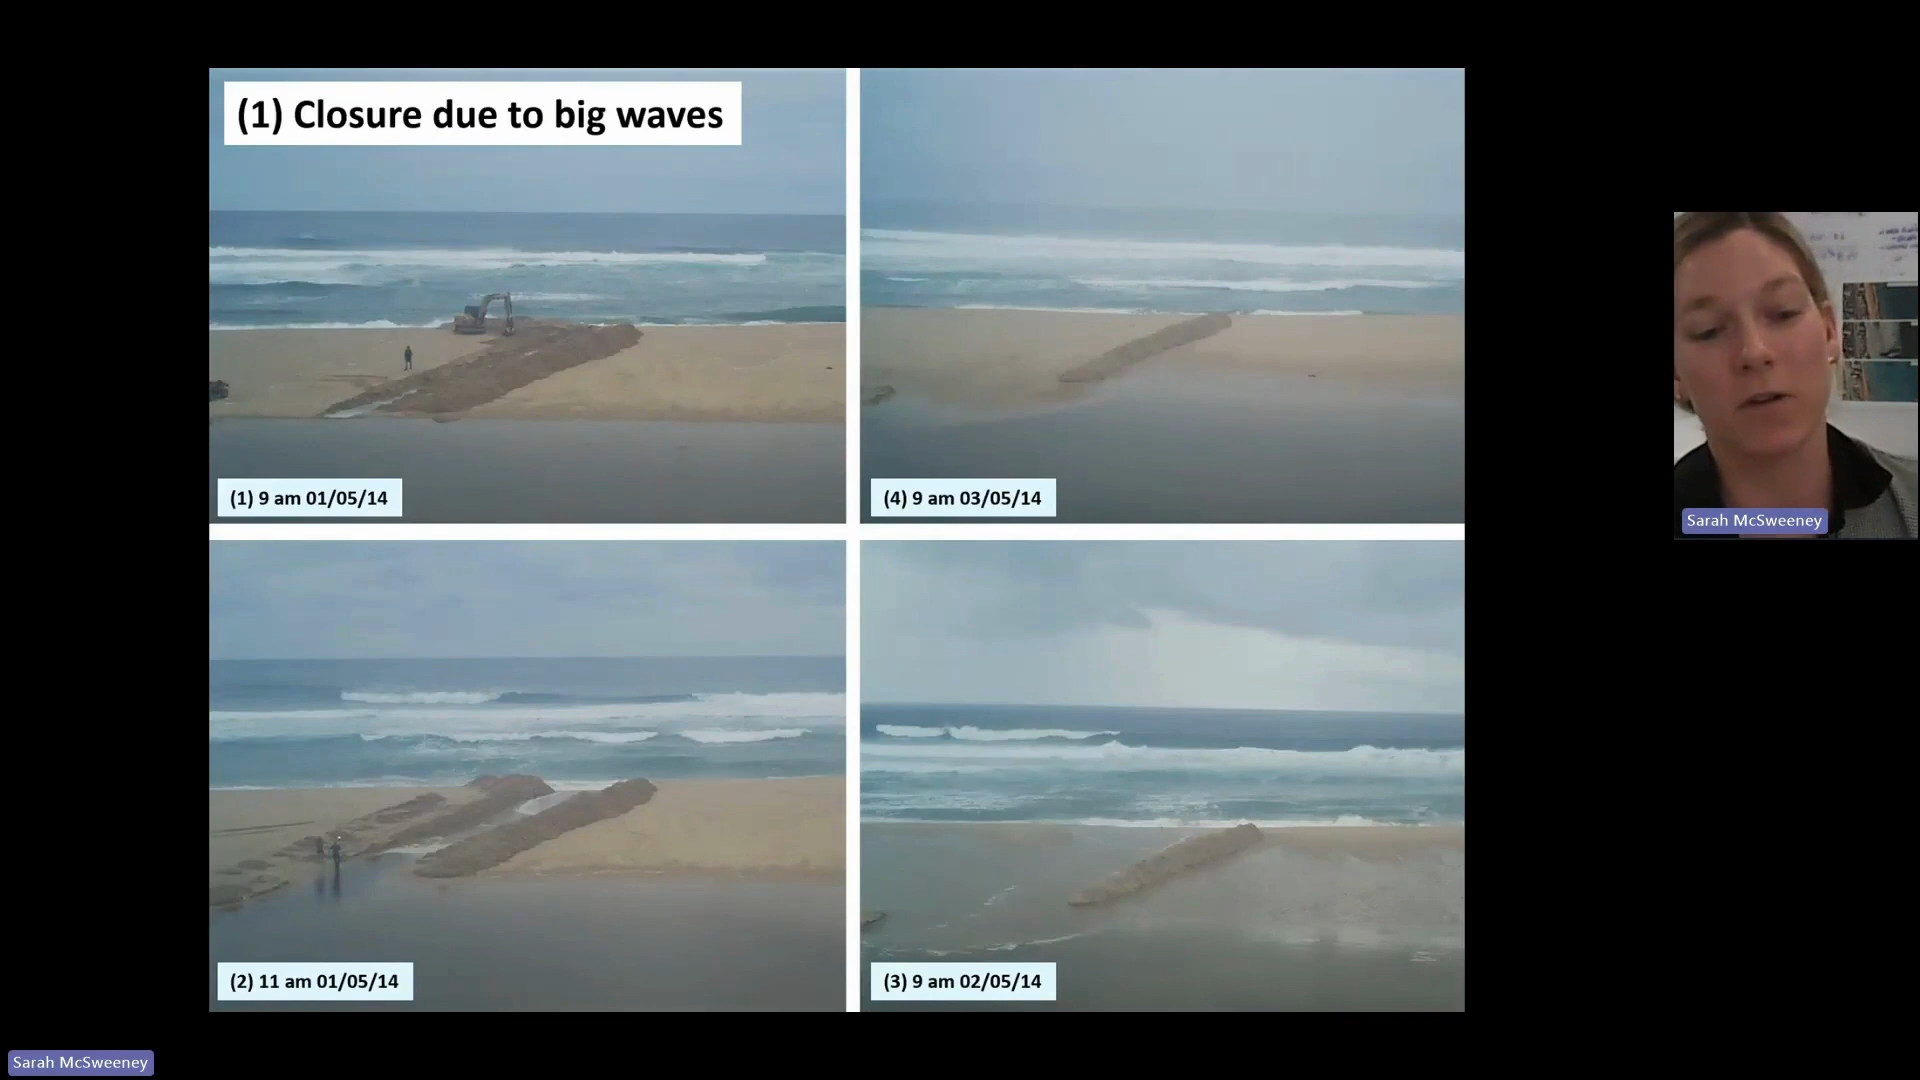 (1) Closure due to big waves
(1) 9 am 01/05/14
(4) 9 am 03/05/14
(2) 11 am 01/05/14
(3) 9 am 02/05/14
Sarah McSweeney
Sarah McSweeney